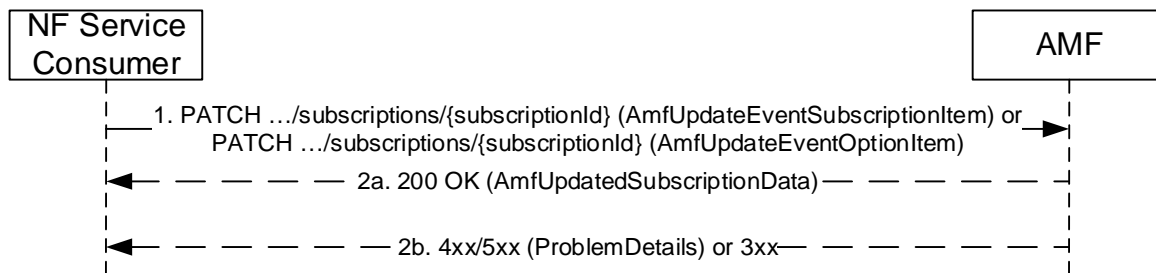 NF Service
Consumer
AMF
1. PATCH …/subscriptions/{subscriptionId} (AmfUpdateEventSubscriptionItem) or
PATCH …/subscriptions/{subscriptionId} (AmfUpdateEventOptionItem)
2a. 200 OK (AmfUpdatedSubscriptionData)
2b. 4xx/5xx (ProblemDetails) or 3xx